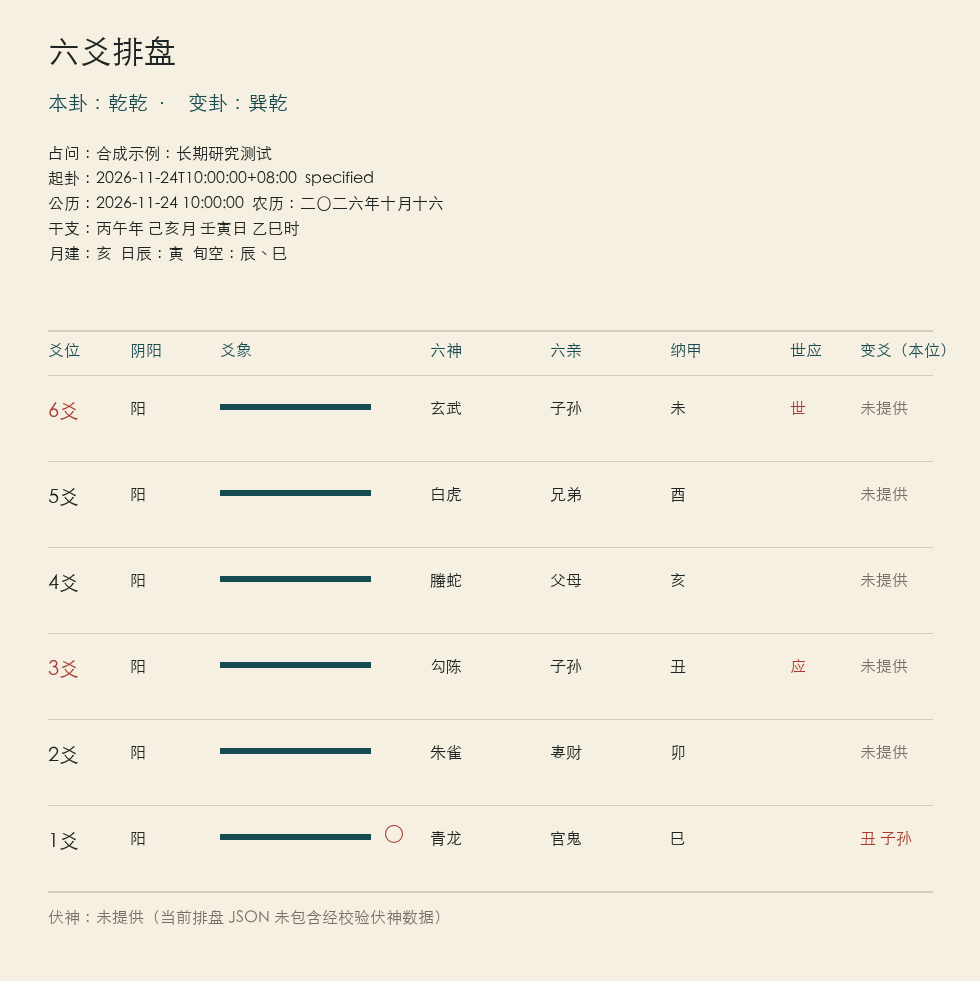 六爻排盘
本卦：乾乾 · 变卦：巽乾
占问：合成示例：长期研究测试
起卦：2026-11-24T10:00:00+08:00 specified
公历：2026-11-24 10:00:00 农历：二〇二六年十月十六
干支：丙午年 己亥月 壬寅日 乙巳时
月建：亥 日辰：寅 旬空：辰、巳
爻位 阴阳 爻象 六神 六亲 纳甲 世应 变爻（本位）
6爻 阳 玄武 子孙 未 世 未提供
5爻 阳 白虎 兄弟 酉 未提供
4爻 阳 螣蛇 父母 亥 未提供
3爻 阳 勾陈 子孙 丑 应 未提供
2爻 阳 朱雀 妻财 卯 未提供
1爻 阳 ○ 青龙 官鬼 巳 丑 子孙
伏神：未提供（当前排盘 JSON 未包含经校验伏神数据）